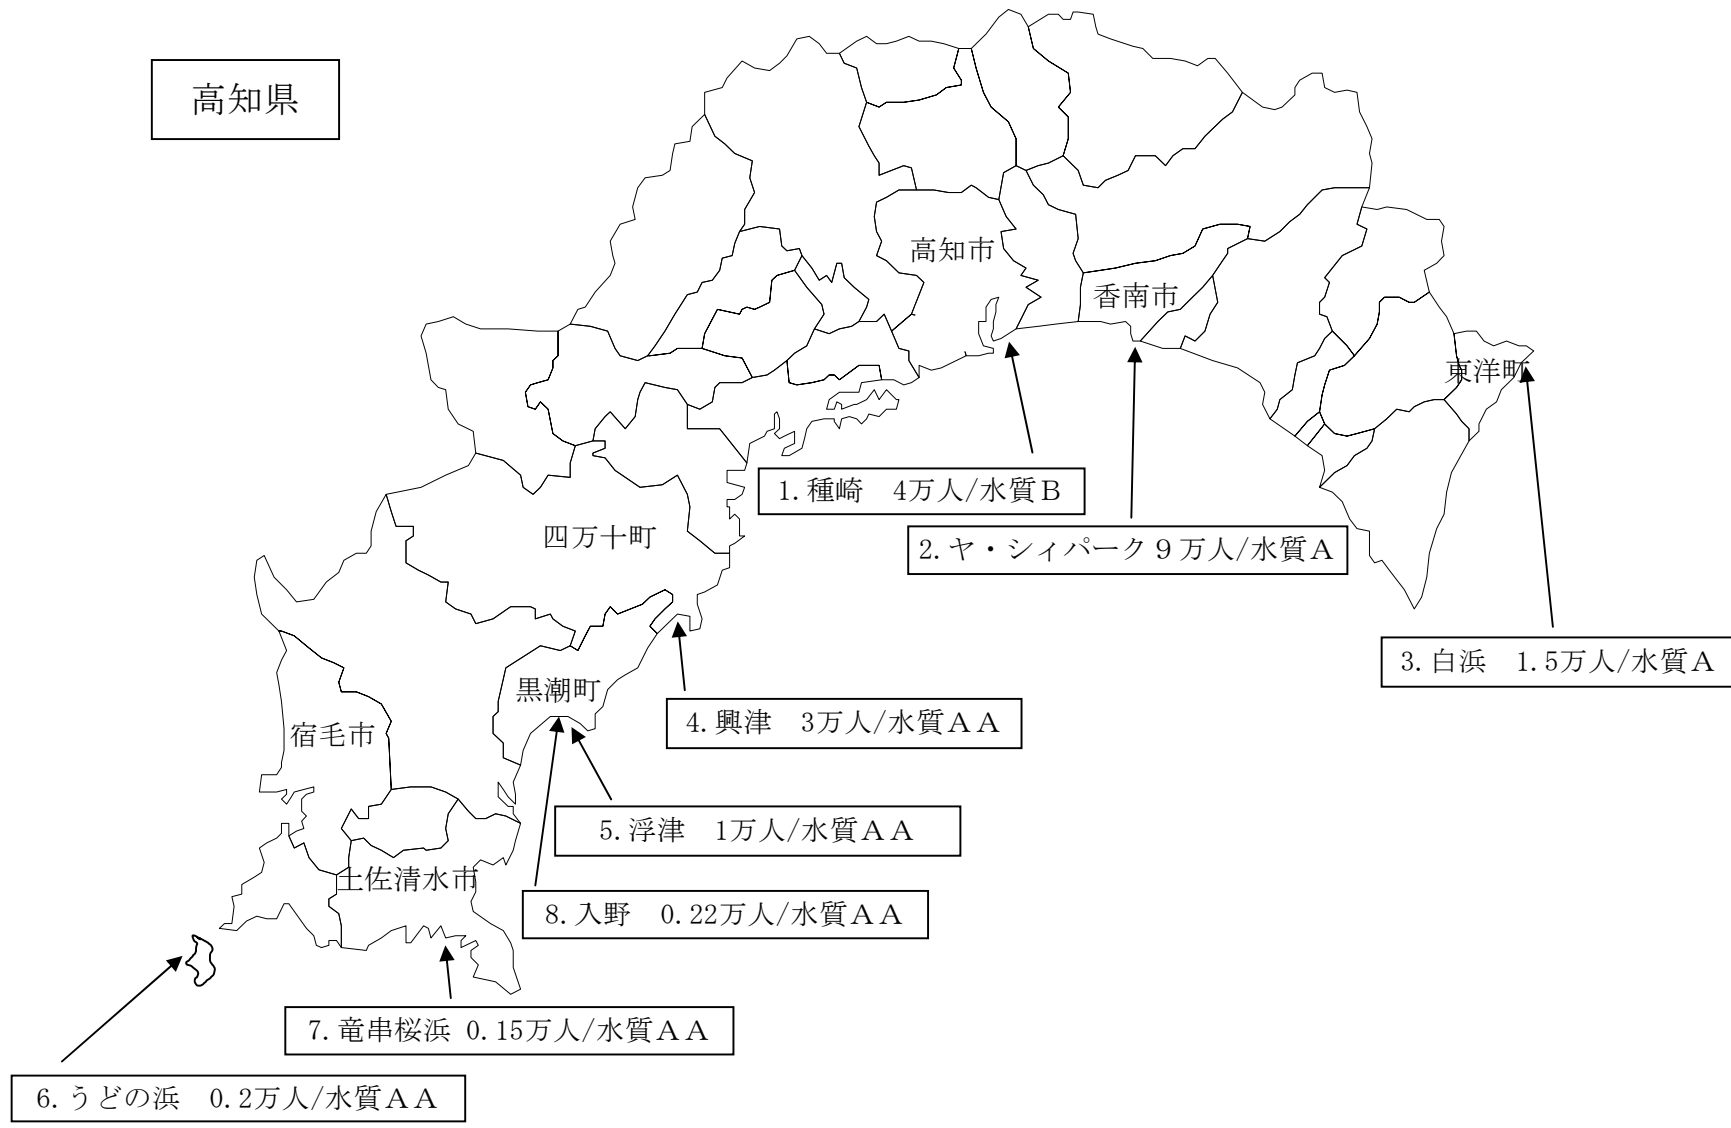 高知県
高知市
香南市
東洋町
1.種崎　4万人/水質Ｂ
四万十町
2.ヤ・シィパーク９万人/水質Ａ
3.白浜　1.5万人/水質Ａ
黒潮町
4.興津　3万人/水質ＡＡ
宿毛市
5.浮津　1万人/水質ＡＡ
土佐清水市
8.入野　0.22万人/水質ＡＡ
7.竜串桜浜 0.15万人/水質ＡＡ
6.うどの浜　0.2万人/水質ＡＡ